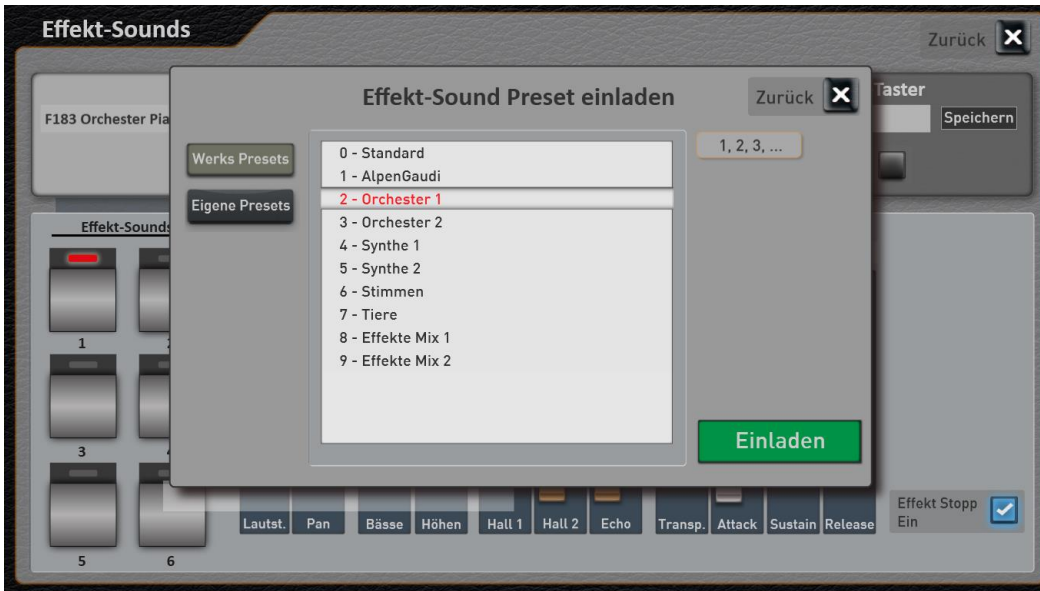 Effekt-Sounds
Zurück
Effekt-Sound Preset einladen
Zurück
Taster
F183 Orchester Pia
Speichern
Werks Presets
Eigene Presets
0 - Standard
1 - AlpenGaudi
2 - Orchester 1
3 - Orchester 2
4 - Synthe 1
5 - Synthe 2
6 - Stimmen
7 - Tiere
8 - Effekte Mix 1
9 - Effekte Mix 2
1, 2, 3, ...
Einladen
Effekt-Sounds
1
3
5
6
Lautst. Pan Bässe Höhen Hall 1 Hall 2 Echo Transp. Attack Sustain Release
Effekt Stopp
Ein